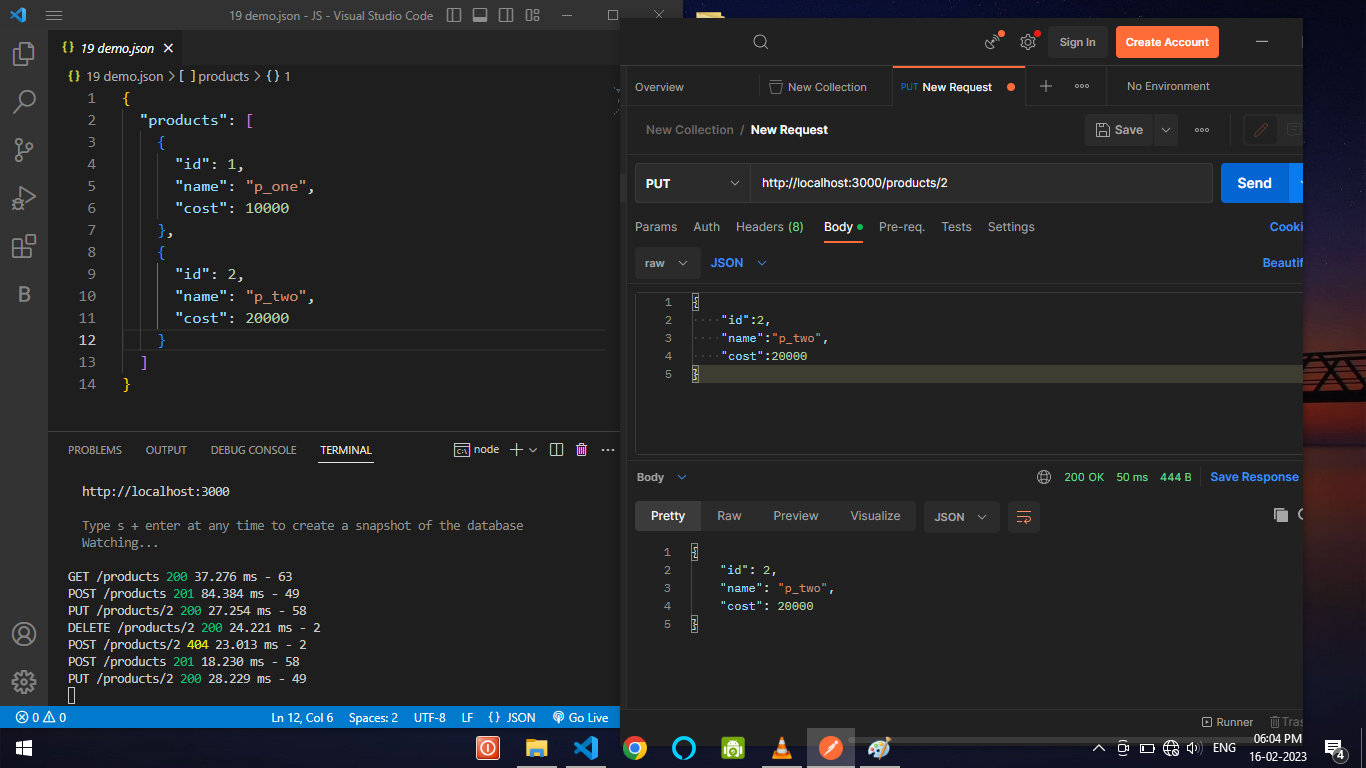 19 demo.json - JS - Visual Studio Code
{} 19 demo.json
{} 19 demo.json > [ ] products > {} 1
1 {
2 "products": [
3 {
4 "id": 1,
5 "name": "p_one",
6 "cost": 10000
7 },
8 {
9 "id": 2,
10 "name": "p_two",
11 "cost": 20000
12 }
13 ]
14 }
PROBLEMS OUTPUT DEBUG CONSOLE TERMINAL node
http://localhost:3000
Type s + enter at any time to create a snapshot of the database
Watching...
GET /products 200 37.276 ms - 63
POST /products 201 84.384 ms - 49
PUT /products/2 200 27.254 ms - 58
DELETE /products/2 200 24.221 ms - 2
POST /products/2 404 23.013 ms - 2
POST /products 201 18.230 ms - 58
PUT /products/2 200 28.229 ms - 49
0 0 Ln 12, Col 6 Spaces: 2 UTF-8 LF {} JSON Go Live
Sign In Create Account
Overview New Collection PUT New Request No Environment
New Collection / New Request Save
PUT http://localhost:3000/products/2 Send
Params Auth Headers (8) Body Pre-req. Tests Settings Cooki
raw JSON Beautif
1 {
2 "id":2,
3 "name":"p_two",
4 "cost":20000
5 }
Body 200 OK 50 ms 444 B Save Response
Pretty Raw Preview Visualize JSON
1 {
2 "id": 2,
3 "name": "p_two",
4 "cost": 20000
5 }
Runner Tras
ENG 06:04 PM
16-02-2023 4